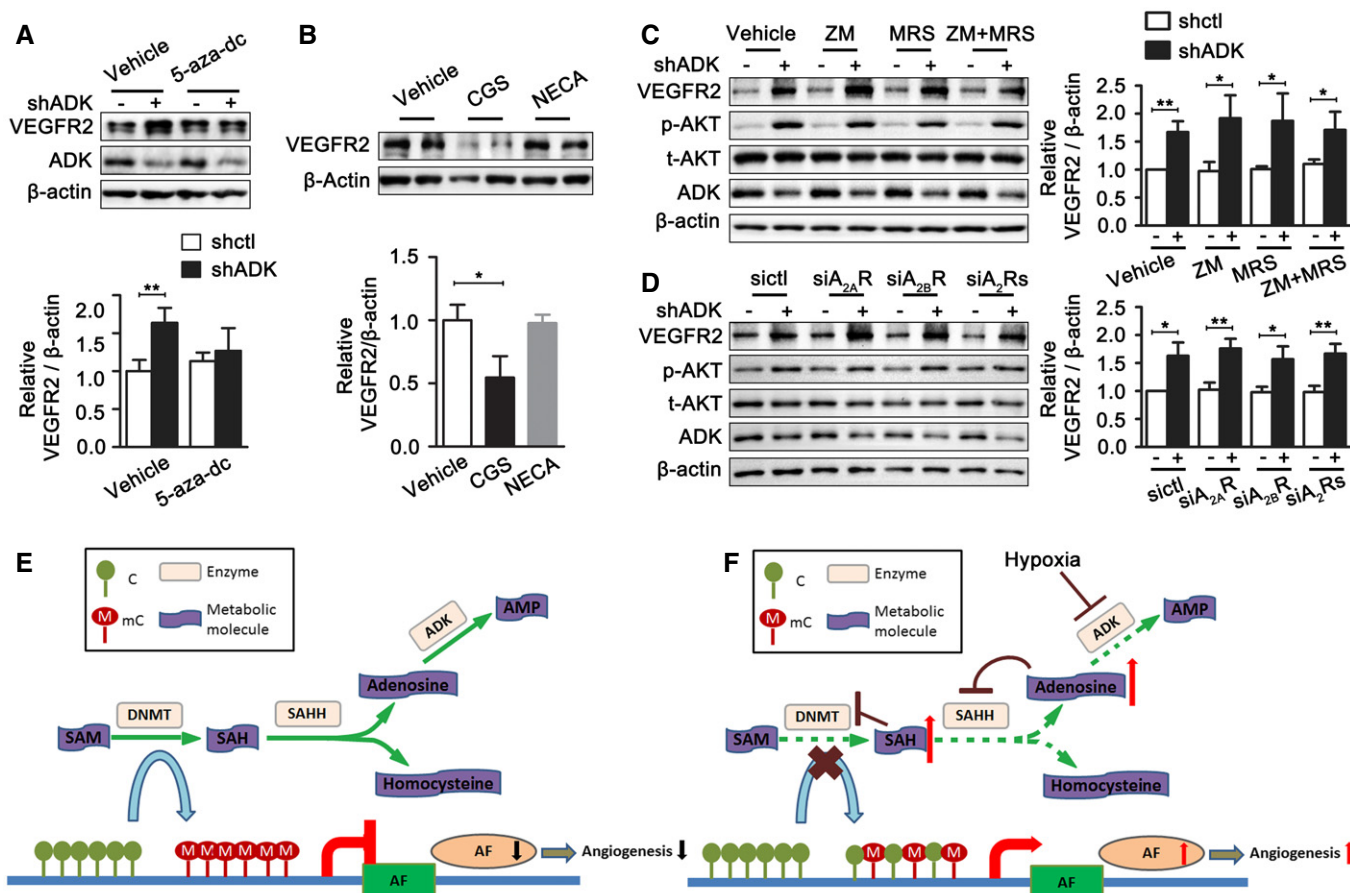 A
Vehicle
5-aza-dc
shADK
- + - +
VEGFR2
ADK
β-actin
shctl
shADK
Relative
VEGFR2 / β-actin
2.0
1.5
1.0
1.0
0.0
**
Vehicle
5-aza-dc
B
Vehicle
CGS
NECA
VEGFR2
β-Actin
Relative
VEGFR2/β-actin
1.0
0.5
0.0
*
Vehicle
CGS
NECA
C
Vehicle
ZM
MRS
ZM+MRS
shADK
- + - + - + - +
VEGFR2
p-AKT
t-AKT
ADK
β-actin
shctl
shADK
Relative
VEGFR2 / β-actin
2.5
2.0
1.5
1.0
0.5
0.0
** * * *
- + - + - + - +
Vehicle
ZM
MRS
ZM+MRS
D
sictl
siA2AR
siA2BR
siA2Rs
shADK
- + - + - + - +
VEGFR2
p-AKT
t-AKT
ADK
β-actin
Relative
VEGFR2 / β-actin
2.5
2.0
1.5
1.0
0.5
0.0
* ** * **
- + - + - + - +
sictl
siA2AR
siA2BR
siA2Rs
E
C
Enzyme
M
mC
Metabolic
molecule
ADK
AMP
Adenosine
DNMT
SAHH
SAM
SAH
Homocysteine
M M M M M M
AF
Angiogenesis
AF
F
Hypoxia
C
Enzyme
M
mC
Metabolic
molecule
ADK
AMP
Adenosine
DNMT
SAHH
SAM
SAH
Homocysteine
M M M
AF
Angiogenesis
AF